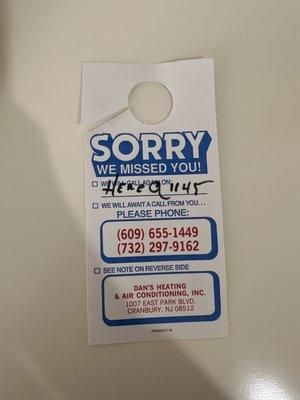 SORRY
WE MISSED YOU!
WE WILL CALL AGAIN ON:
HERE @ 1145
WE WILL AWAIT A CALL FROM YOU...
PLEASE PHONE:
(609) 655-1449
(732) 297-9162
SEE NOTE ON REVERSE SIDE
DAN'S HEATING
& AIR CONDITIONING, INC.
1007 EAST PARK BLVD.
CRANBURY, NJ 08512